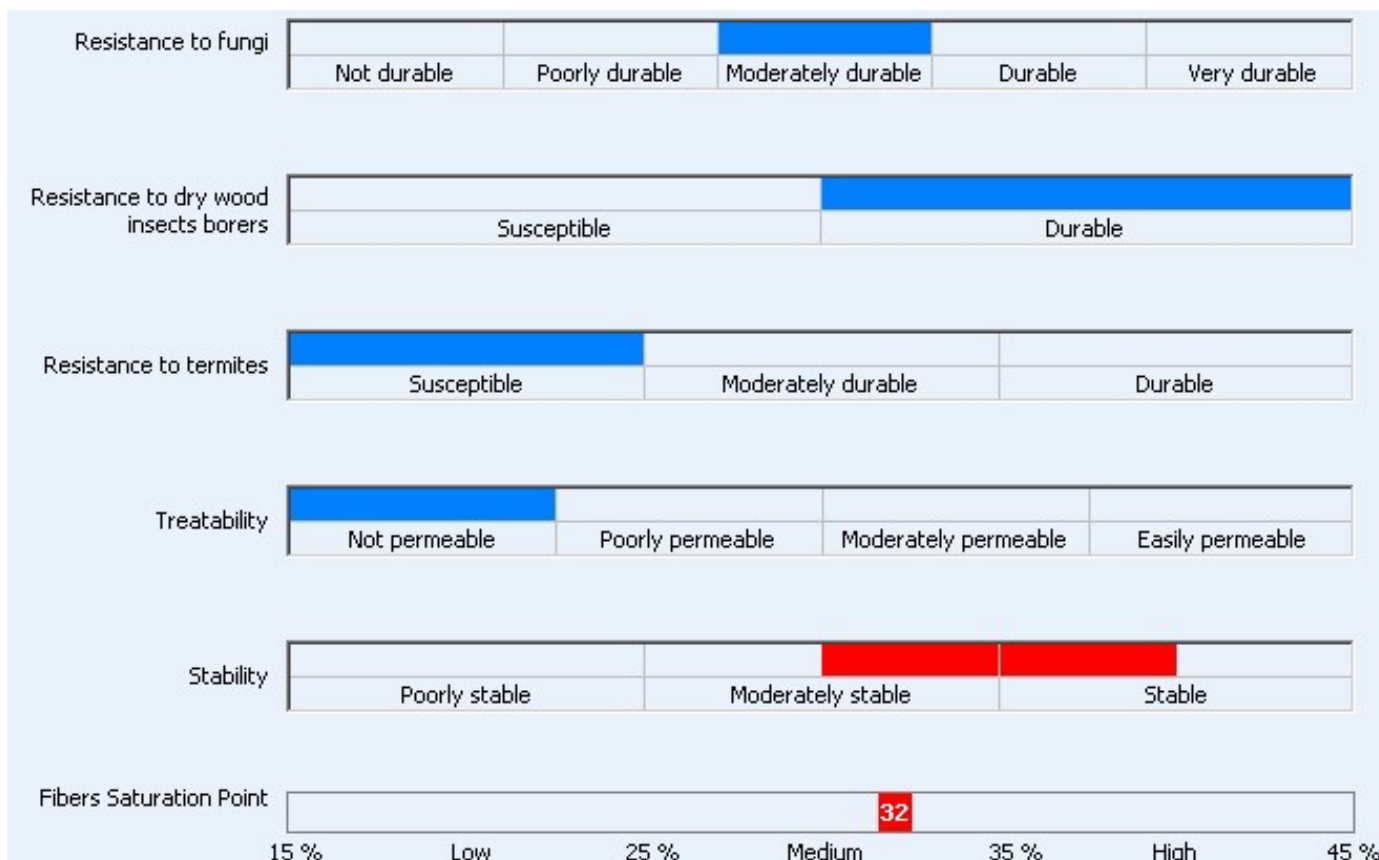 Resistance to fungi
Not durable Poorly durable Moderately durable Durable Very durable
Resistance to dry wood
insects borers
Susceptible Durable
Resistance to termites
Susceptible Moderately durable Durable
Treatability
Not permeable Poorly permeable Moderately permeable Easily permeable
Stability
Poorly stable Moderately stable Stable
Fibers Saturation Point
32
15 % Low 25 % Medium 35 % High 45 %